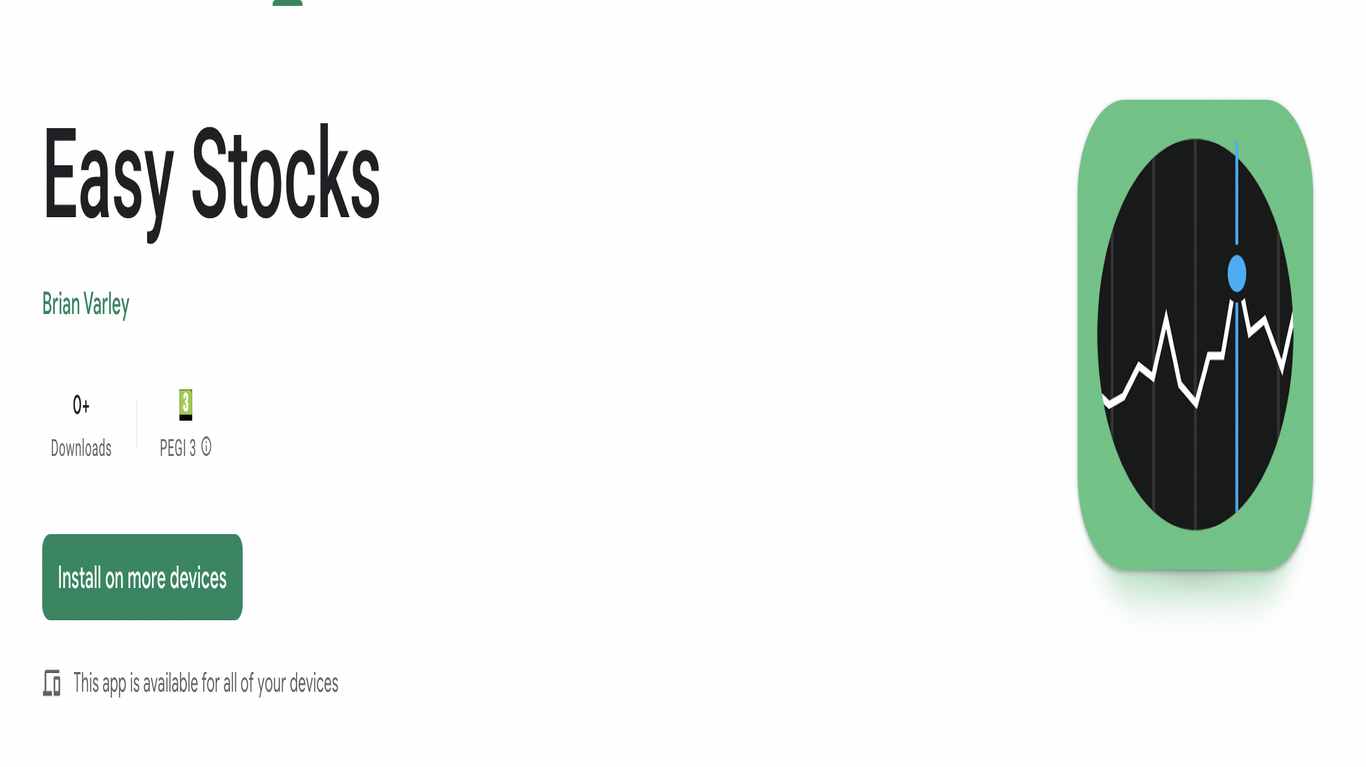 Easy Stocks
Brian Varley
0+
3
Downloads
PEGI 3
Install on more devices
This app is available for all of your devices